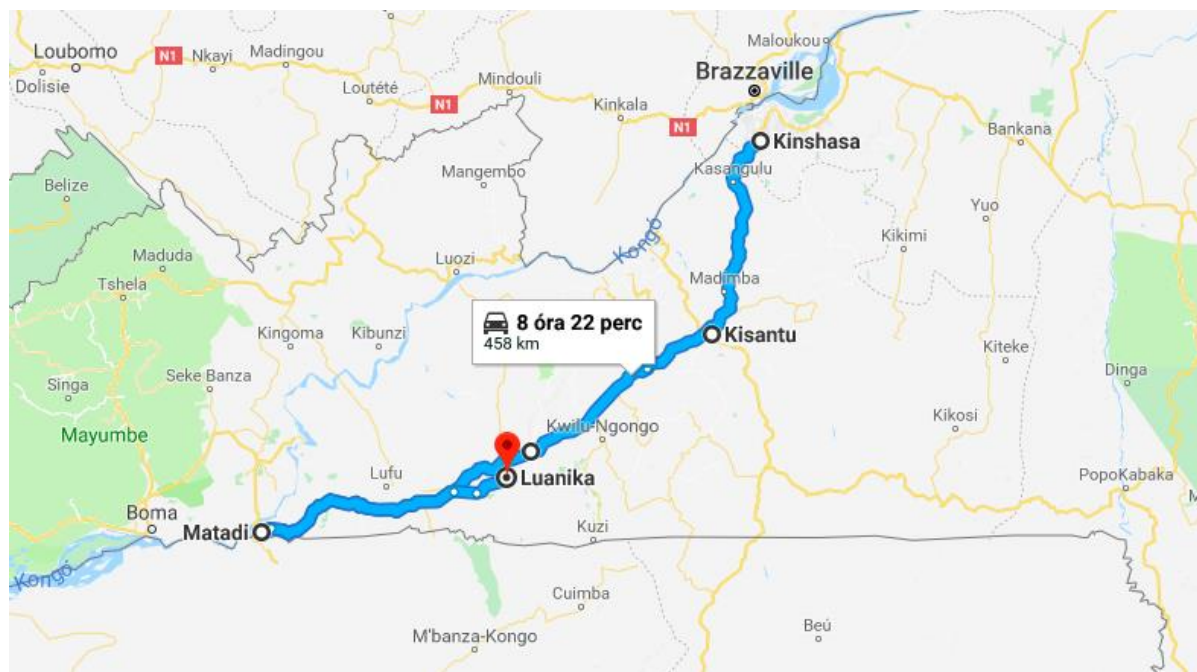 Maloukou
Loubomo
N1
Nkayi
Madingou
Dolisie
Loutété
N1
Mindouli
Brazzaville
Kinkala
N1
Bankana
Kinshasa
Kasangulu
Mangembo
Belize
Yuo
Kongó
Kikimi
Maduda
Luozi
Tshela
Madimba
8 óra 22 perc
458 km
Kingoma
Kibunzi
Kisantu
Kiteke
Singa
Seke Banza
Dinga
Mayumbe
Kwilu-Ngongo
Kikosi
Lufu
Luanika
PopoKabaka
Boma
Matadi
Kuzi
Kongó
Cuimba
M'banza-Kongo
Beú